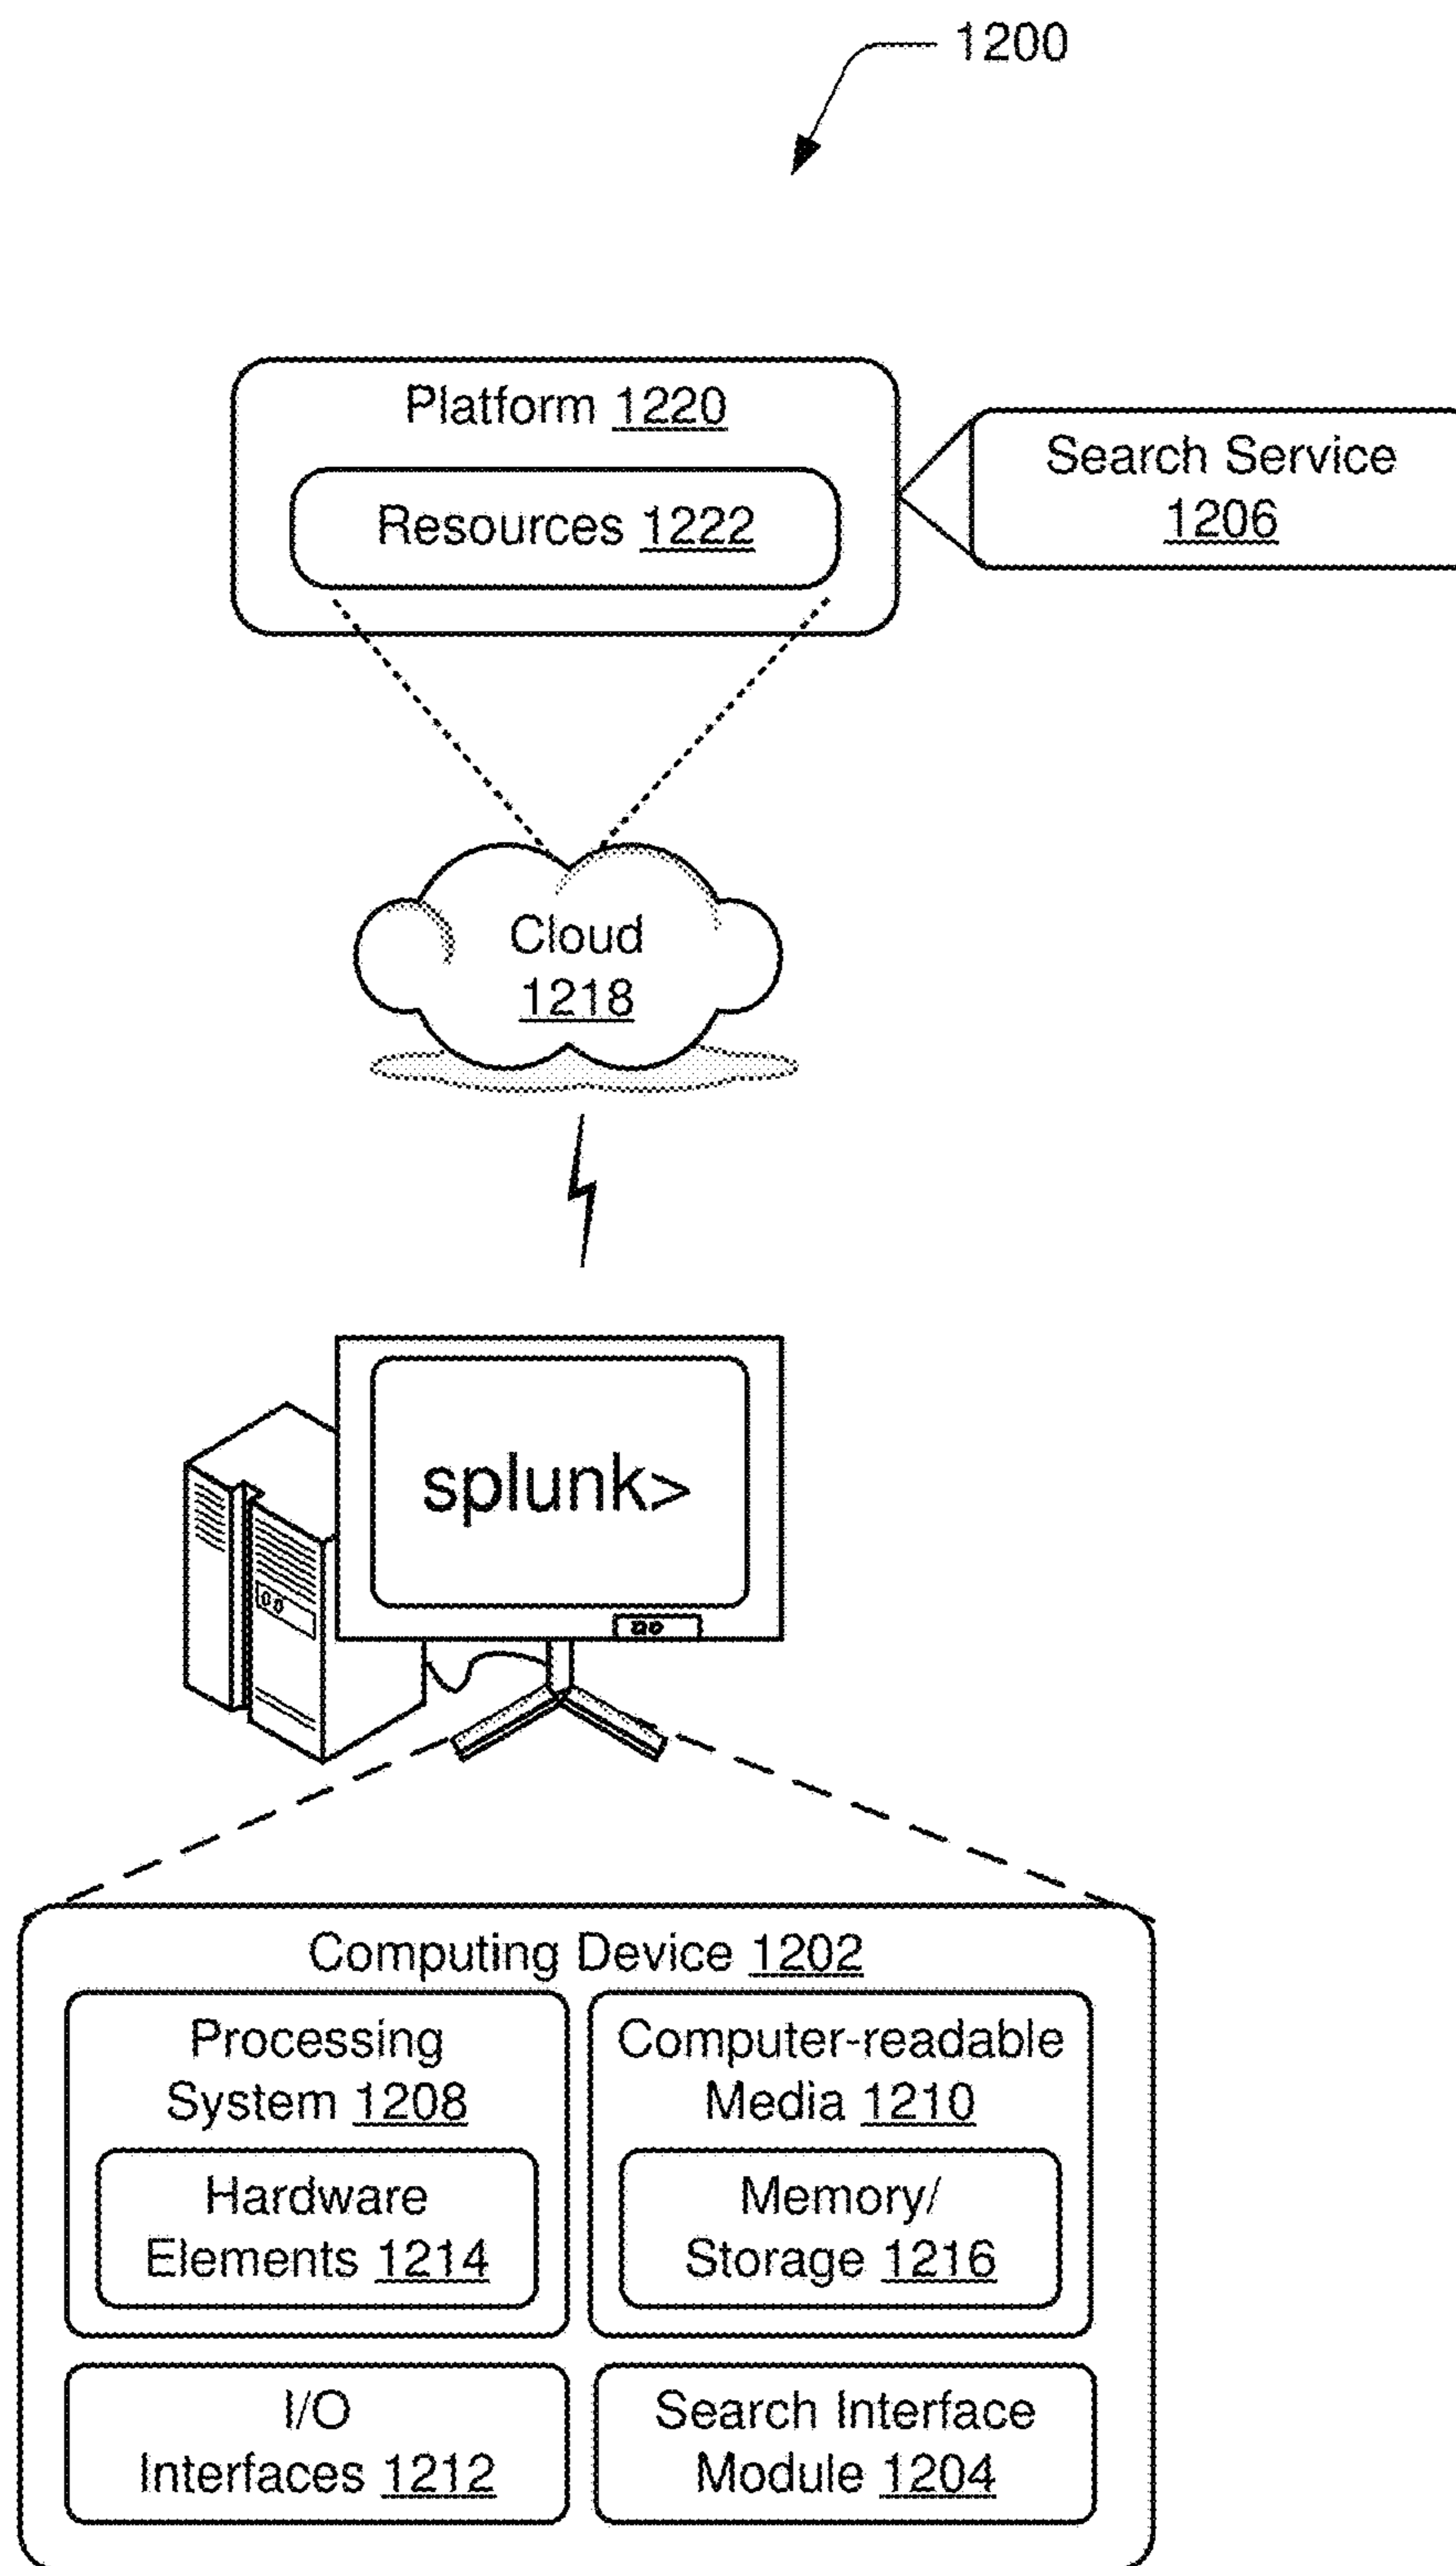 1200
Platform 1220
Resources 1222
Search Service
1206
Cloud
1218
splunk>
Computing Device 1202
Processing
System 1208
Hardware
Elements 1214
Computer-readable
Media 1210
Memory/
Storage 1216
I/O
Interfaces 1212
Search Interface
Module 1204